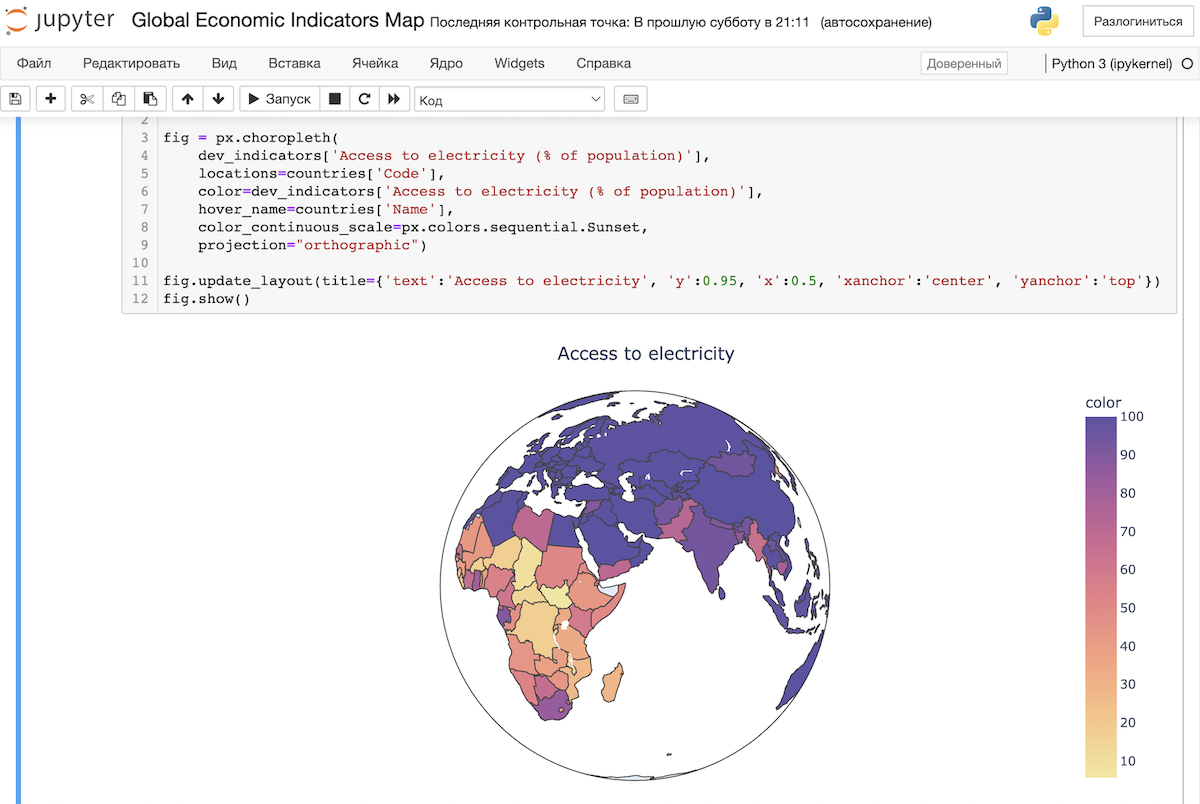 jupyter Global Economic Indicators Map Последняя контрольная точка: В прошлую субботу в 21:11 (автосохранение) Разлогиниться
Файл Редактировать Вид Вставка Ячейка Ядро Widgets Справка Доверенный Python 3 (ipykernel)
Запуск Код
2
3 fig = px.choropleth(
4 dev_indicators['Access to electricity (% of population)'],
5 locations=countries['Code'],
6 color=dev_indicators['Access to electricity (% of population)'],
7 hover_name=countries['Name'],
8 color_continuous_scale=px.colors.sequential.Sunset,
9 projection="orthographic")
10
11 fig.update_layout(title={'text':'Access to electricity', 'y':0.95, 'x':0.5, 'xanchor':'center', 'yanchor':'top'})
12 fig.show()
Access to electricity
color
100
90
80
70
60
50
40
30
20
10